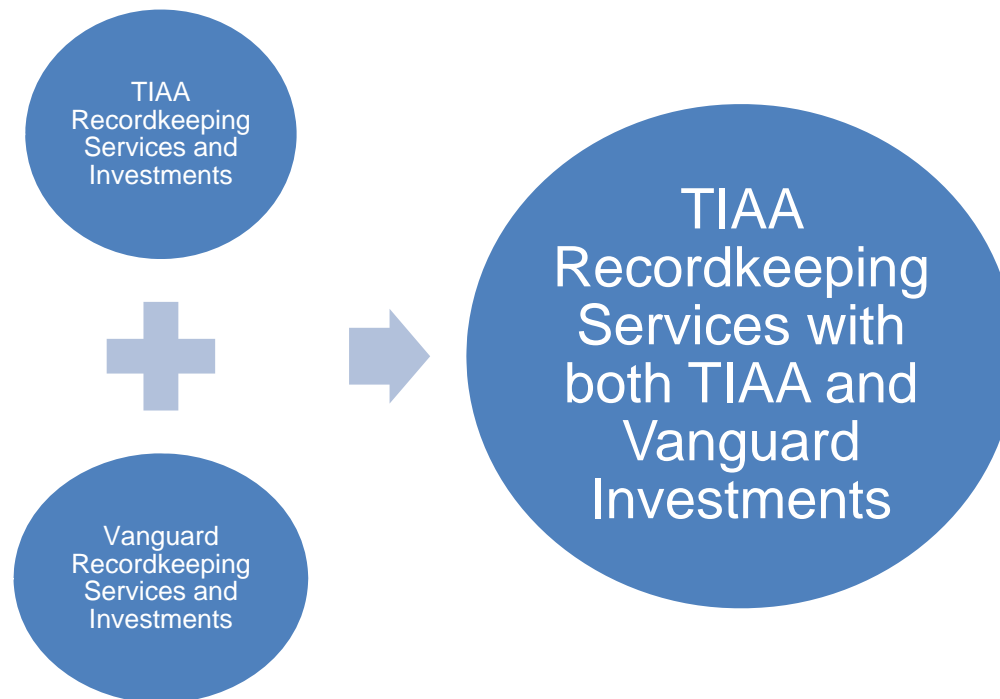 TIAA
Recordkeeping
Services and
Investments
Vanguard
Recordkeeping
Services and
Investments
TIAA
Recordkeeping
Services with
both TIAA and
Vanguard
Investments